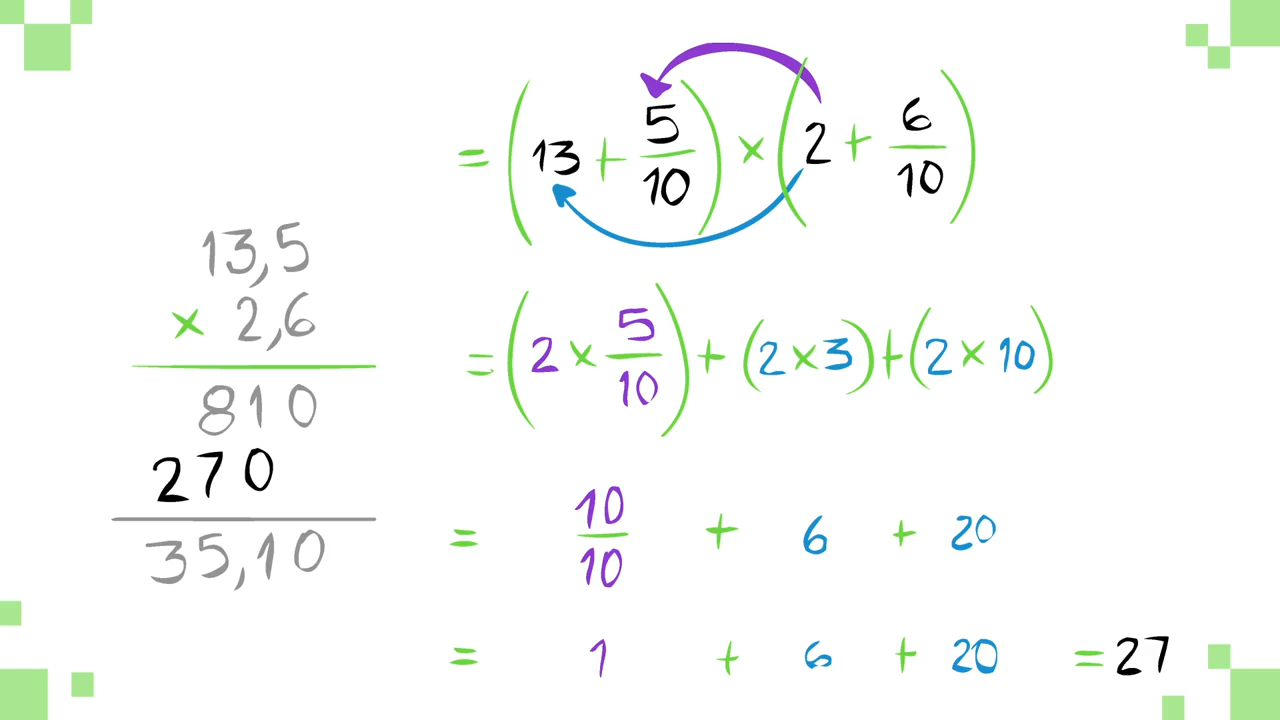 13,5
× 2,6
810
270
35,10
= (13 + 5/10) × (2 + 6/10)
= (2 × 5/10) + (2 × 3) + (2 × 10)
= 10/10 + 6 + 20
= 1 + 6 + 20 = 27